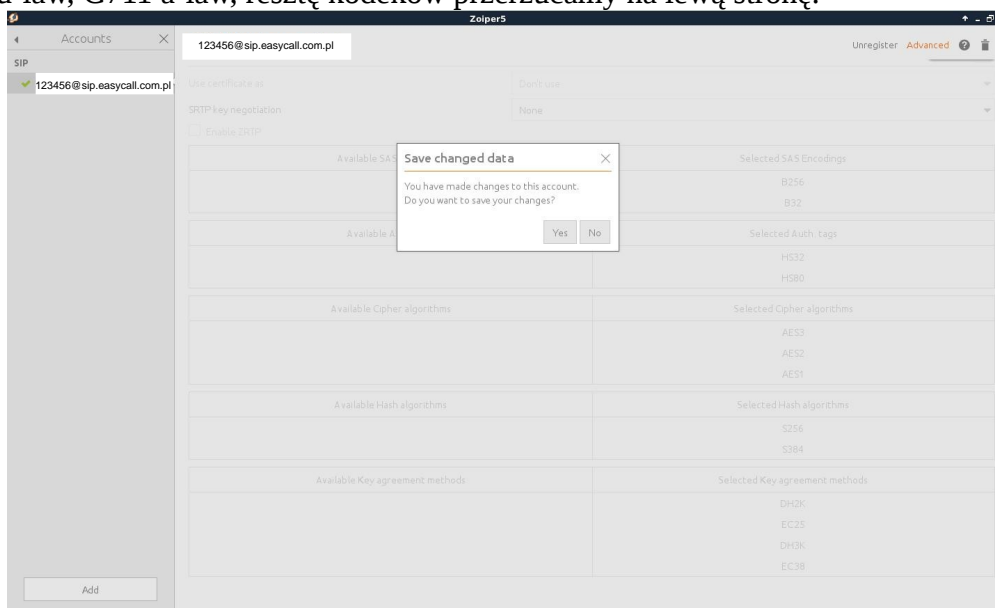 u-law, G711 a-law, resztę kodeków przerzucamy na lewą stronę.
Zoiper5
Accounts
SIP
123456@sip.easycall.com.pl
Add
123456@sip.easycall.com.pl
Unregister Advanced
Use certificate as Don't use
SRTP key negotiation None
Enable SRTP
Available SAS Selected SAS Encodings
B256
B32
Save changed data
You have made changes to this account.
Do you want to save your changes?
Yes No
Available A Selected Auth. tags
HS32
HS80
Available Cipher algorithms Selected Cipher algorithms
AES3
AES2
AES1
Available Hash algorithms Selected Hash algorithms
S256
S384
Available Key agreement methods Selected Key agreement methods
DH2K
EC25
DH3K
EC38